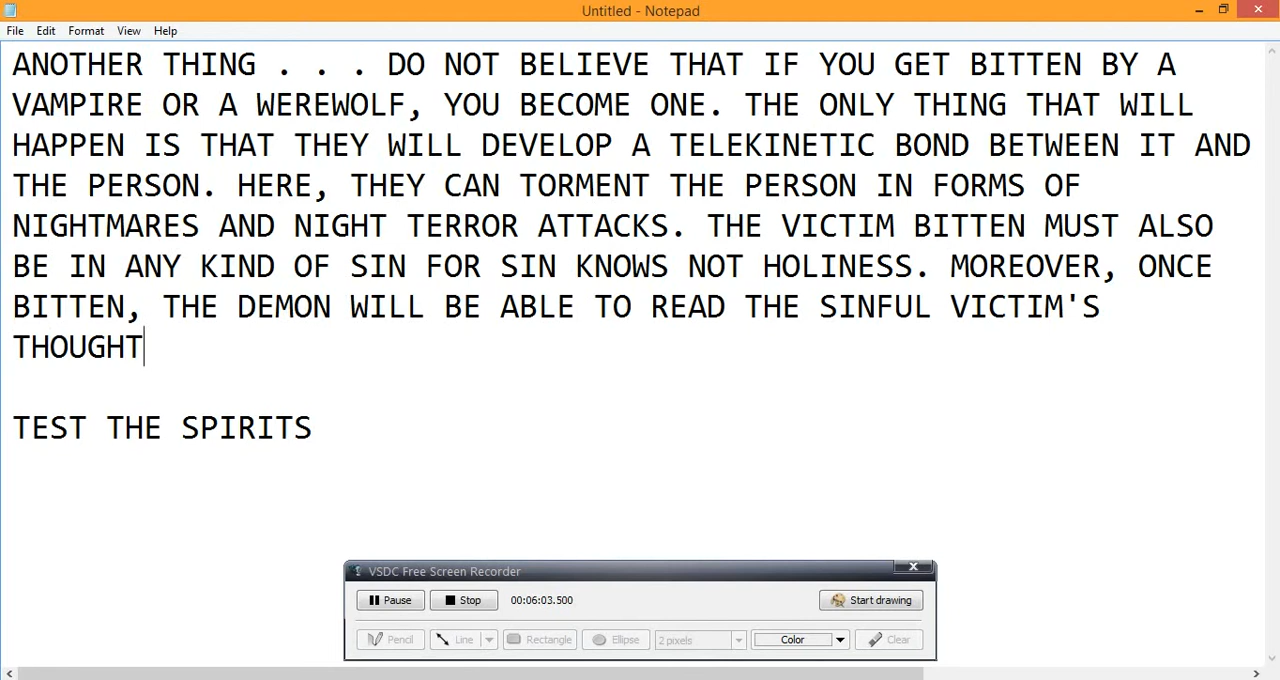 Untitled - Notepad
File Edit Format View Help
ANOTHER THING . . . DO NOT BELIEVE THAT IF YOU GET BITTEN BY A
VAMPIRE OR A WEREWOLF, YOU BECOME ONE. THE ONLY THING THAT WILL
HAPPEN IS THAT THEY WILL DEVELOP A TELEKINETIC BOND BETWEEN IT AND
THE PERSON. HERE, THEY CAN TORMENT THE PERSON IN FORMS OF
NIGHTMARES AND NIGHT TERROR ATTACKS. THE VICTIM BITTEN MUST ALSO
BE IN ANY KIND OF SIN FOR SIN KNOWS NOT HOLINESS. MOREOVER, ONCE
BITTEN, THE DEMON WILL BE ABLE TO READ THE SINFUL VICTIM'S
THOUGHT
TEST THE SPIRITS
VSDC Free Screen Recorder
Pause Stop 00:06:03.500 Start drawing
Pencil Line Rectangle Ellipse 2 pixels Color Clear